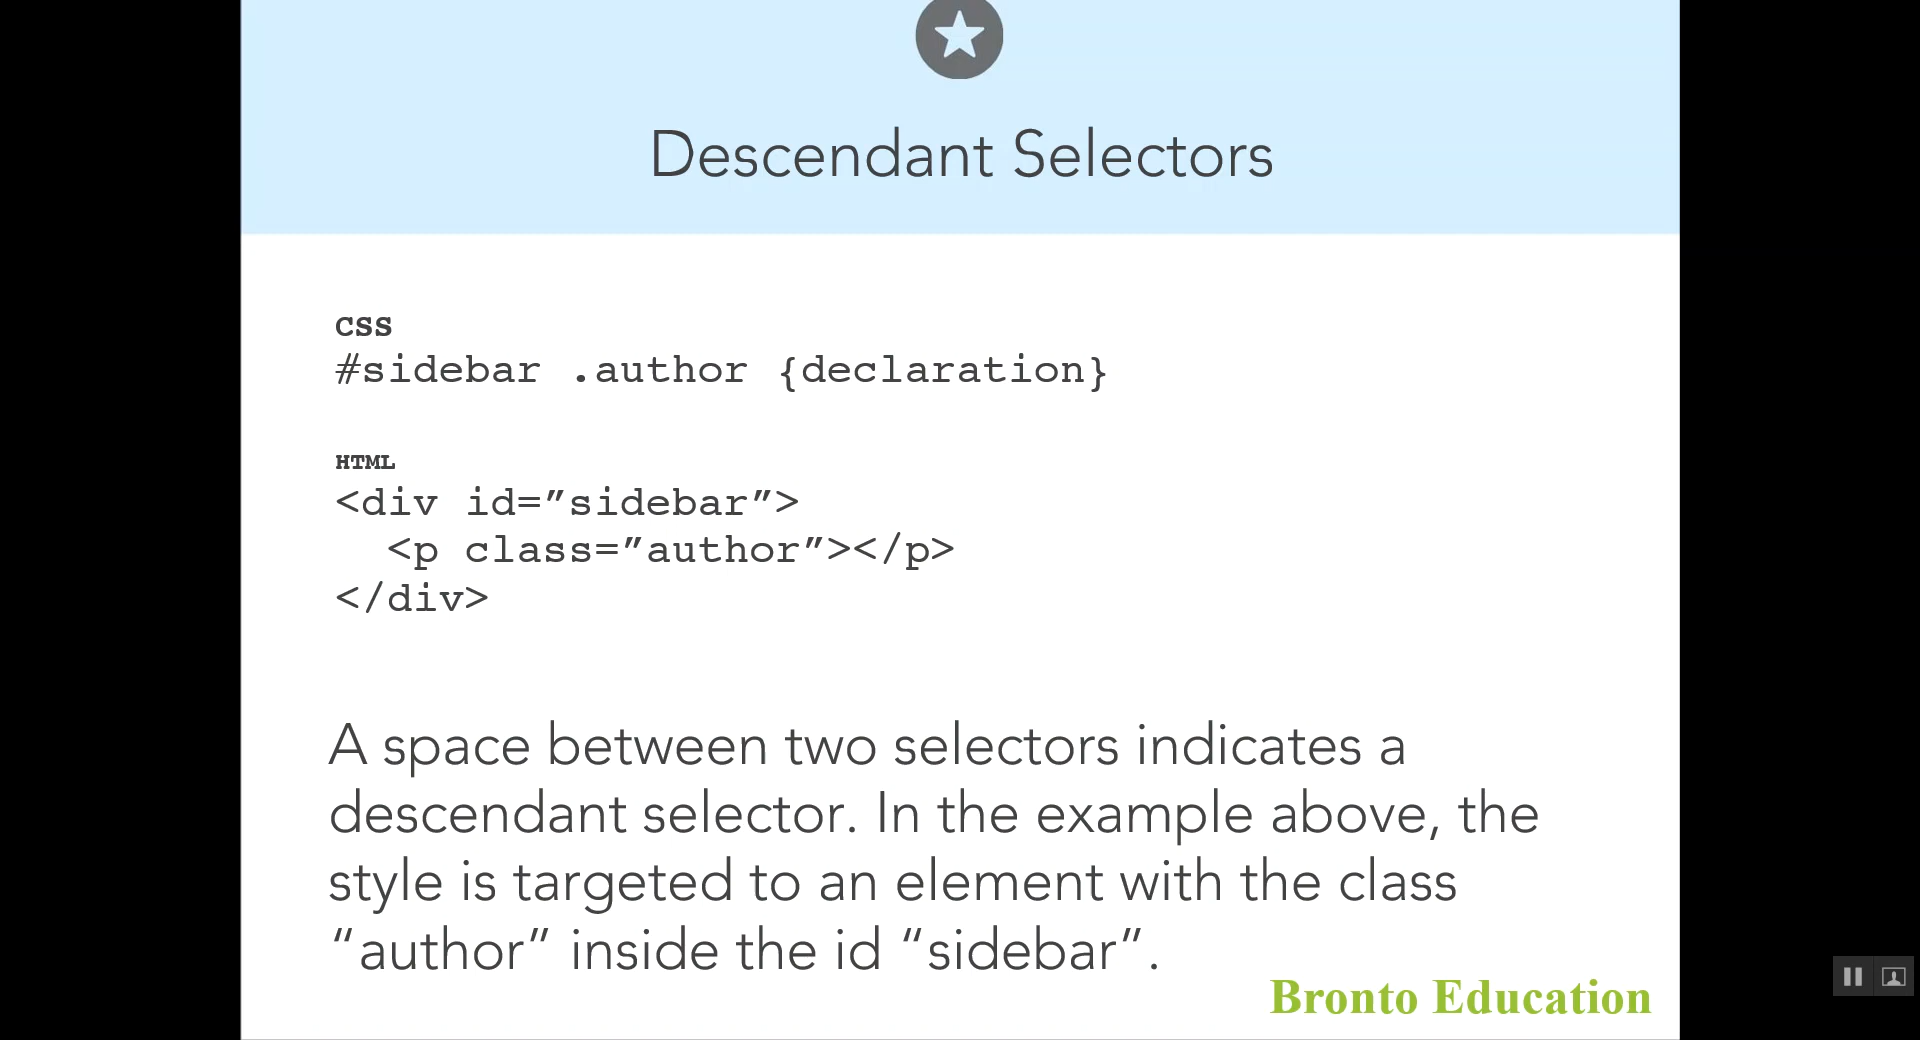 Descendant Selectors
CSS
#sidebar .author {declaration}
HTML
<div id=”sidebar”>
  <p class=”author”></p>
</div>
A space between two selectors indicates a
descendant selector. In the example above, the
style is targeted to an element with the class
“author” inside the id “sidebar”.
Bronto Education